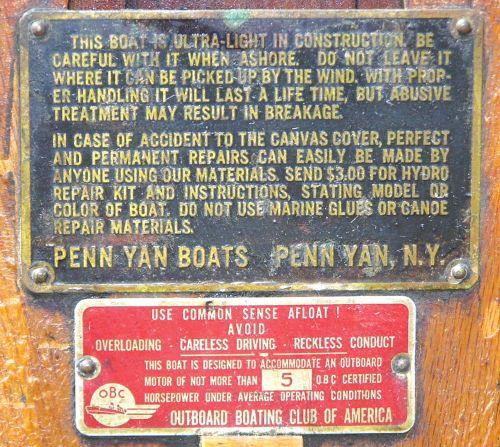 THIS BOAT IS ULTRA-LIGHT IN CONSTRUCTION. BE
CAREFUL WITH IT WHEN ASHORE. DO NOT LEAVE IT
WHERE IT CAN BE PICKED UP BY THE WIND. WITH PROP-
ER HANDLING IT WILL LAST A LIFE TIME, BUT ABUSIVE
TREATMENT MAY RESULT IN BREAKAGE.
IN CASE OF ACCIDENT TO THE CANVAS COVER, PERFECT
AND PERMANENT REPAIRS CAN EASILY BE MADE BY
ANYONE USING OUR MATERIALS. SEND $3.00 FOR HYDRO
REPAIR KIT AND INSTRUCTIONS, STATING MODEL OR
COLOR OF BOAT. DO NOT USE MARINE GLUES OR CANOE
REPAIR MATERIALS.
PENN YAN BOATS PENN YAN, N.Y.
USE COMMON SENSE AFLOAT!
AVOID
OVERLOADING - CARELESS DRIVING - RECKLESS CONDUCT
THIS BOAT IS DESIGNED TO ACCOMMODATE AN OUTBOARD
MOTOR OF NOT MORE THAN 5 O.B.C CERTIFIED
HORSEPOWER UNDER AVERAGE OPERATING CONDITIONS
OUTBOARD BOATING CLUB OF AMERICA
OBC